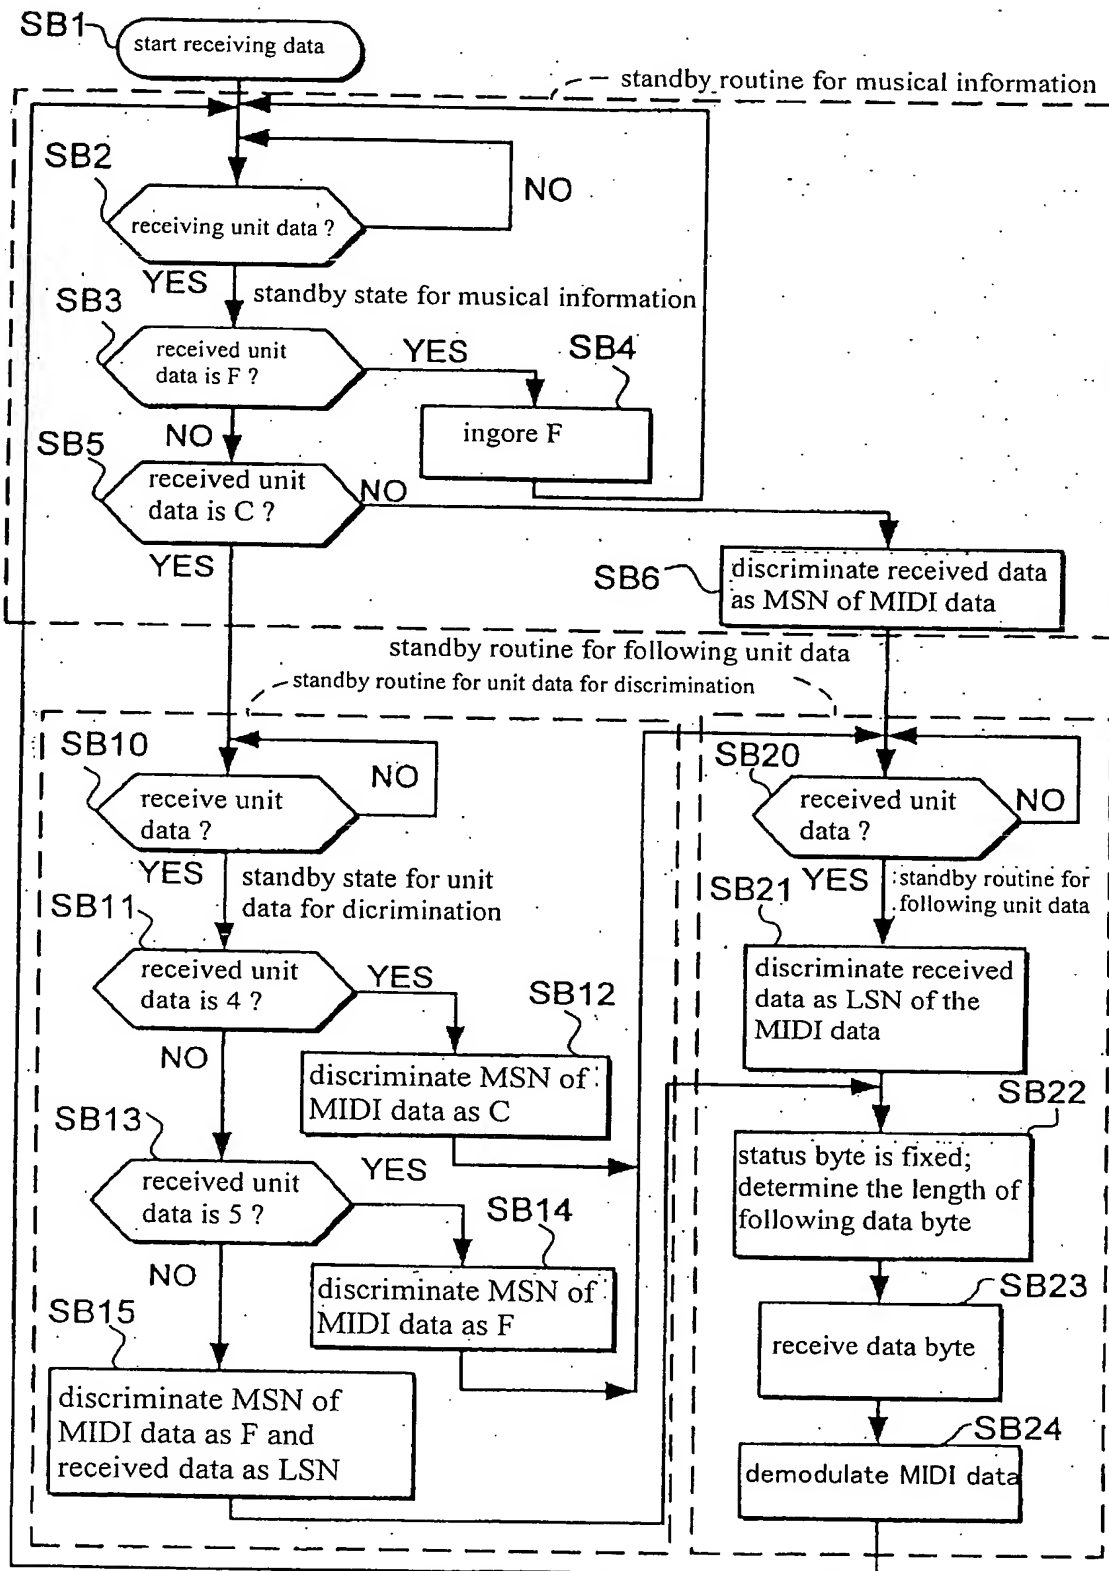 SB1
start receiving data
standby routine for musical information
SB2
NO
receiving unit data ?
YES
standby state for musical information
SB3
received unit
data is F ?
YES
SB4
ingore F
NO
SB5
received unit
data is C ?
NO
YES
SB6
discriminate received data
as MSN of MIDI data
standby routine for following unit data
standby routine for unit data for discrimination
SB10
NO
receive unit
data ?
YES
standby state for unit
data for dicrimination
SB11
received unit
data is 4 ?
YES
SB12
NO
discriminate MSN of
MIDI data as C
SB13
received unit
data is 5 ?
YES
SB14
NO
discriminate MSN of
MIDI data as F
SB15
discriminate MSN of
MIDI data as F and
received data as LSN
SB20
received unit
data ?
NO
YES
standby routine for
following unit data
SB21
discriminate received
data as LSN of the
MIDI data
SB22
status byte is fixed;
determine the length of
following data byte
SB23
receive data byte
SB24
demodulate MIDI data